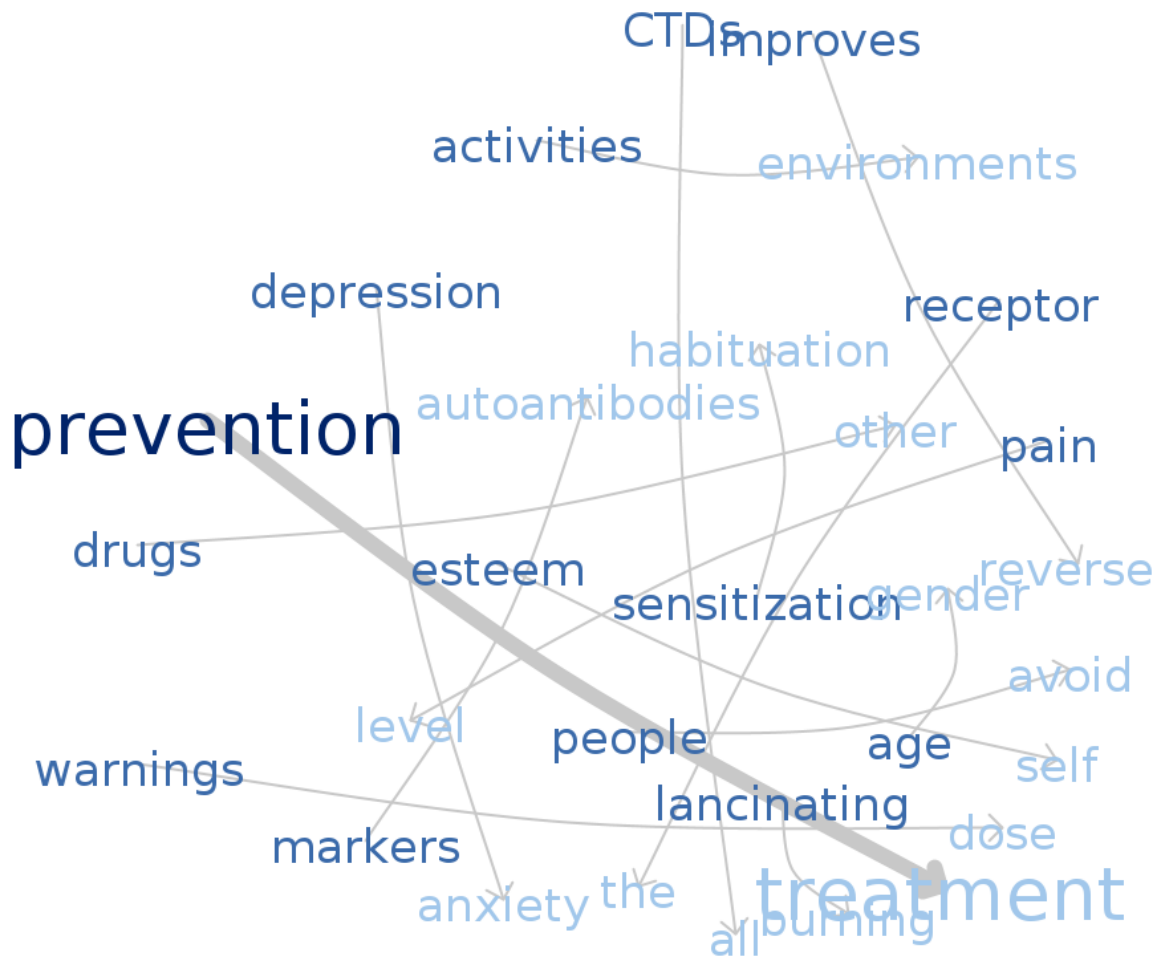 CTDs
Improves
activities
environments
depression
receptor
habituation
autoantibodies
prevention
other
pain
drugs
esteem
reverse
sensitization
gender
avoid
level
people
age
warnings
self
lancinating
dose
markers
treatment
anxiety
the
burning
all